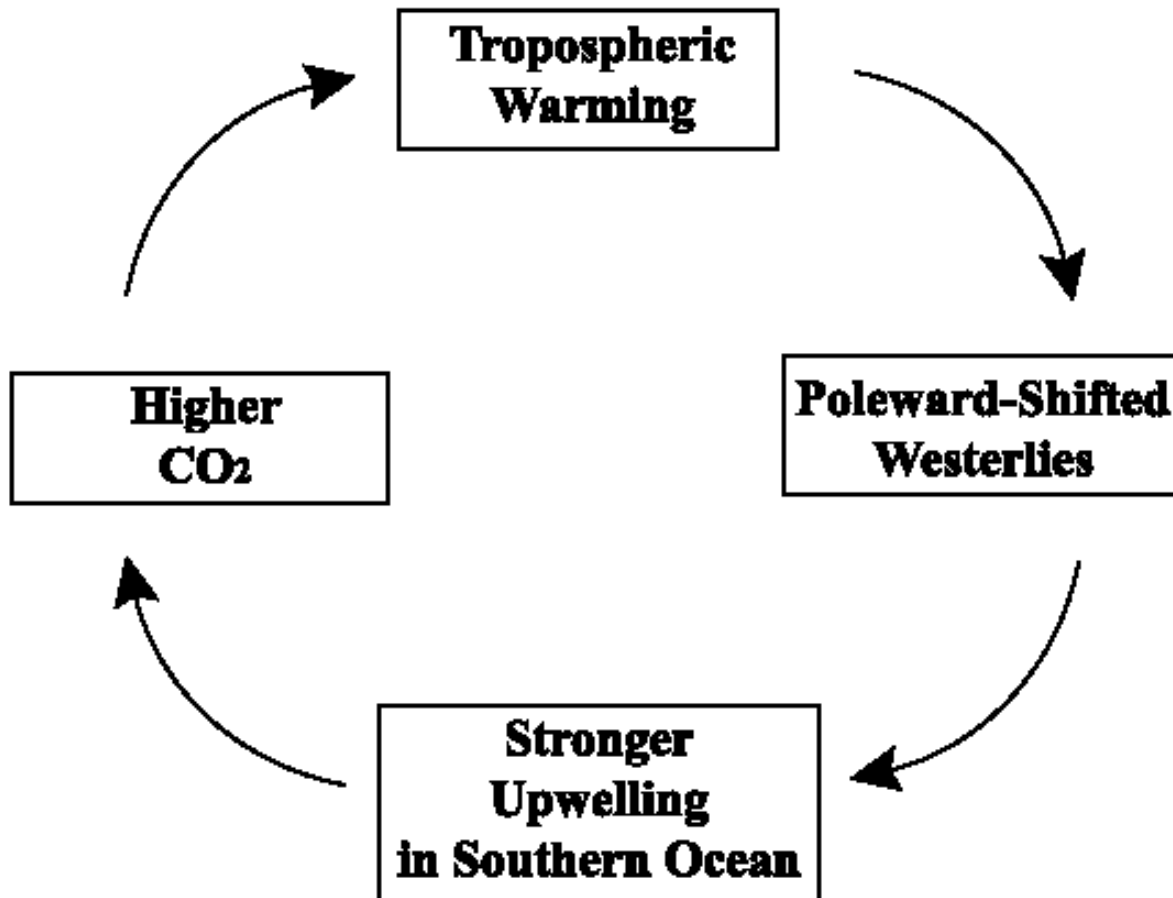 Tropospheric
Warming
Higher
CO₂
Poleward-Shifted
Westerlies
Stronger
Upwelling
in Southern Ocean